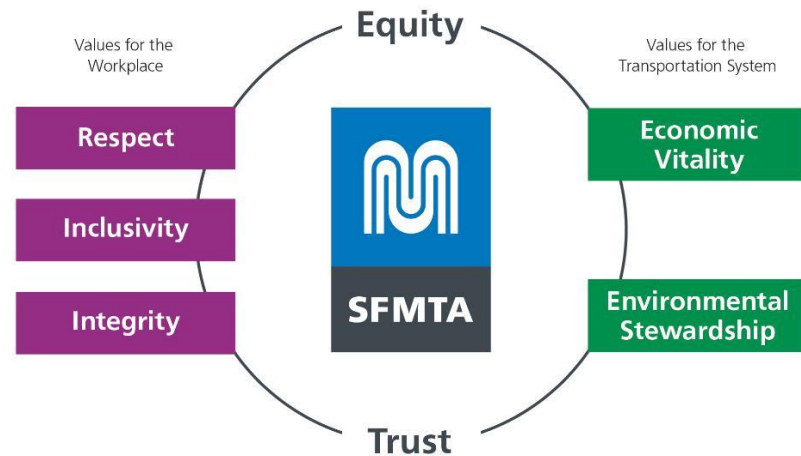 Equity
Values for the
Workplace
Respect
Inclusivity
Integrity
SFMTA
Values for the
Transportation System
Economic
Vitality
Environmental
Stewardship
Trust